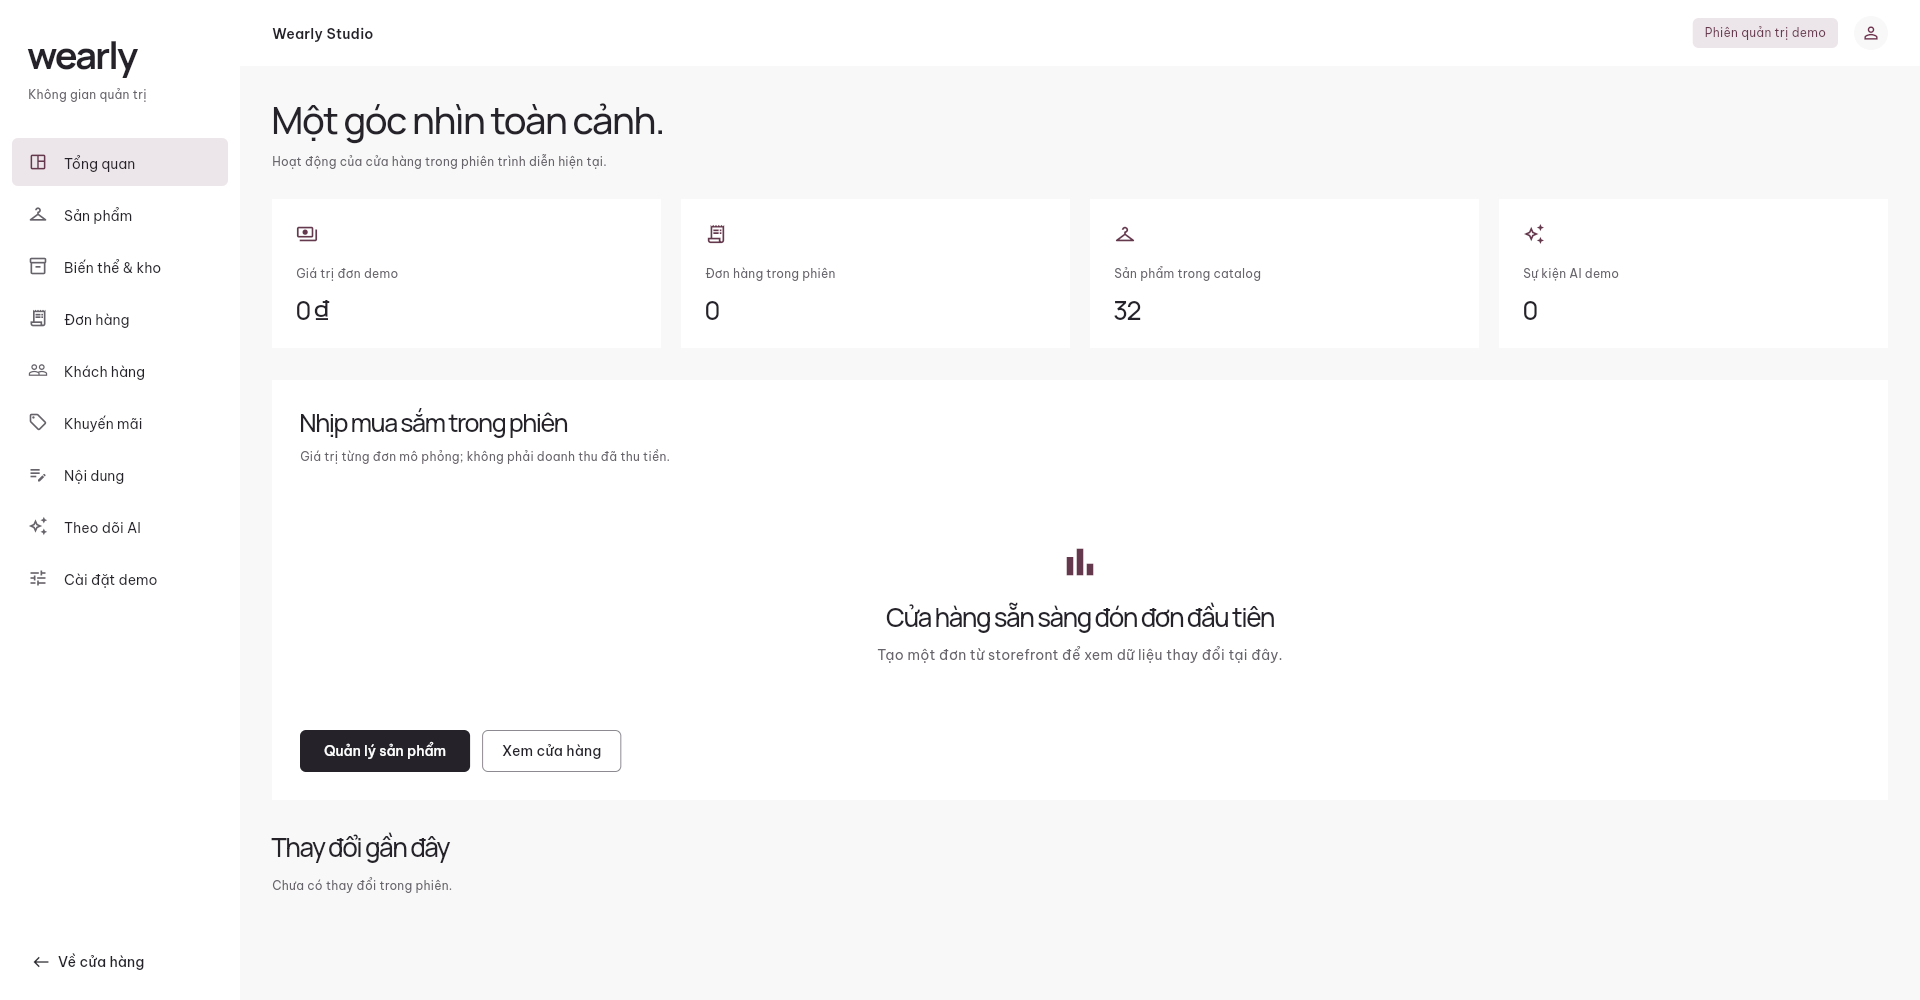 wearly
Không gian quản trị
Tổng quan
Sản phẩm
Biến thể & kho
Đơn hàng
Khách hàng
Khuyến mãi
Nội dung
Theo dõi AI
Cài đặt demo
Về cửa hàng
Wearly Studio
Phiên quản trị demo
Một góc nhìn toàn cảnh.
Hoạt động của cửa hàng trong phiên trình diễn hiện tại.
Giá trị đơn demo
0 ₫
Đơn hàng trong phiên
0
Sản phẩm trong catalog
32
Sự kiện AI demo
0
Nhịp mua sắm trong phiên
Giá trị từng đơn mô phỏng; không phải doanh thu đã thu tiền.
Cửa hàng sẵn sàng đón đơn đầu tiên
Tạo một đơn từ storefront để xem dữ liệu thay đổi tại đây.
Quản lý sản phẩm
Xem cửa hàng
Thay đổi gần đây
Chưa có thay đổi trong phiên.